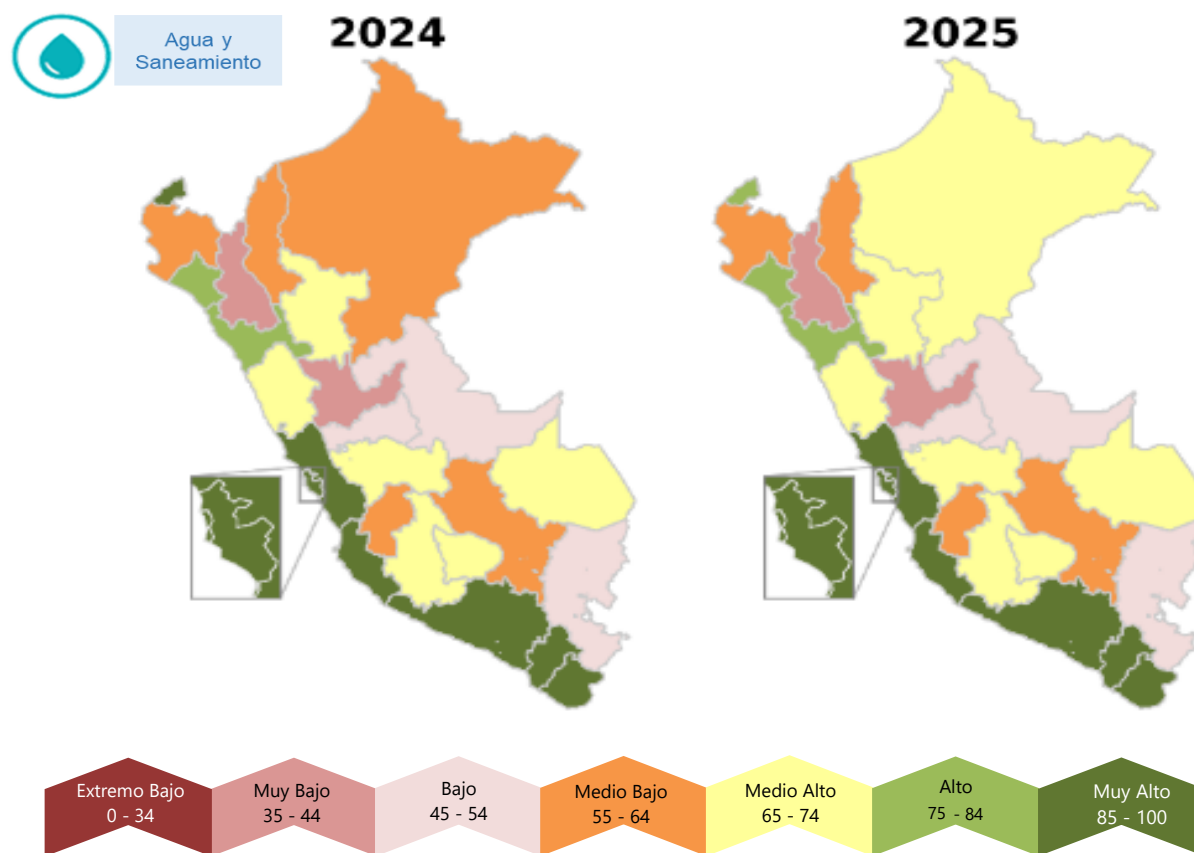 Agua y
Saneamiento
2024
2025
Extremo Bajo
0 - 34
Muy Bajo
35 - 44
Bajo
45 - 54
Medio Bajo
55 - 64
Medio Alto
65 - 74
Alto
75 - 84
Muy Alto
85 - 100